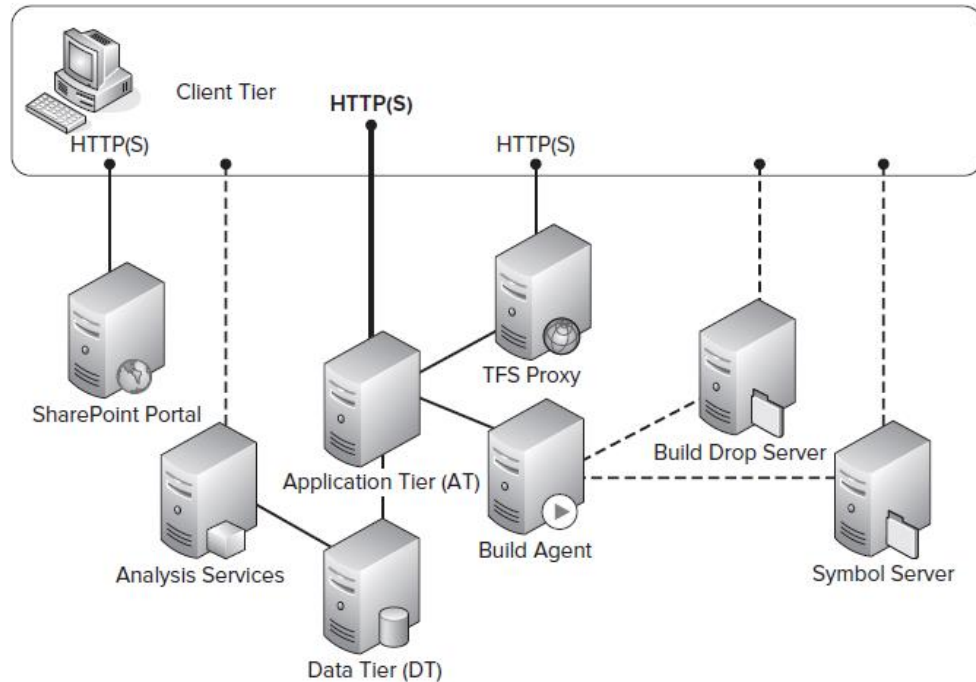 Client Tier
HTTP(S)
HTTP(S)
HTTP(S)
SharePoint Portal
TFS Proxy
Application Tier (AT)
Build Drop Server
Analysis Services
Build Agent
Symbol Server
Data Tier (DT)